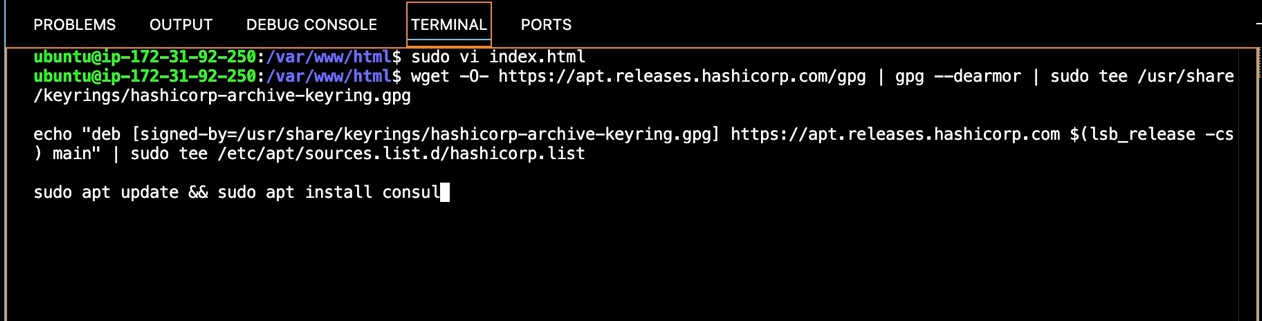 PROBLEMS OUTPUT DEBUG CONSOLE TERMINAL PORTS
ubuntu@ip-172-31-92-250:/var/www/html$ sudo vi index.html
ubuntu@ip-172-31-92-250:/var/www/html$ wget -O- https://apt.releases.hashicorp.com/gpg | gpg --dearmor | sudo tee /usr/share
/keyrings/hashicorp-archive-keyring.gpg
echo "deb [signed-by=/usr/share/keyrings/hashicorp-archive-keyring.gpg] https://apt.releases.hashicorp.com $(lsb_release -cs
) main" | sudo tee /etc/apt/sources.list.d/hashicorp.list
sudo apt update && sudo apt install consul